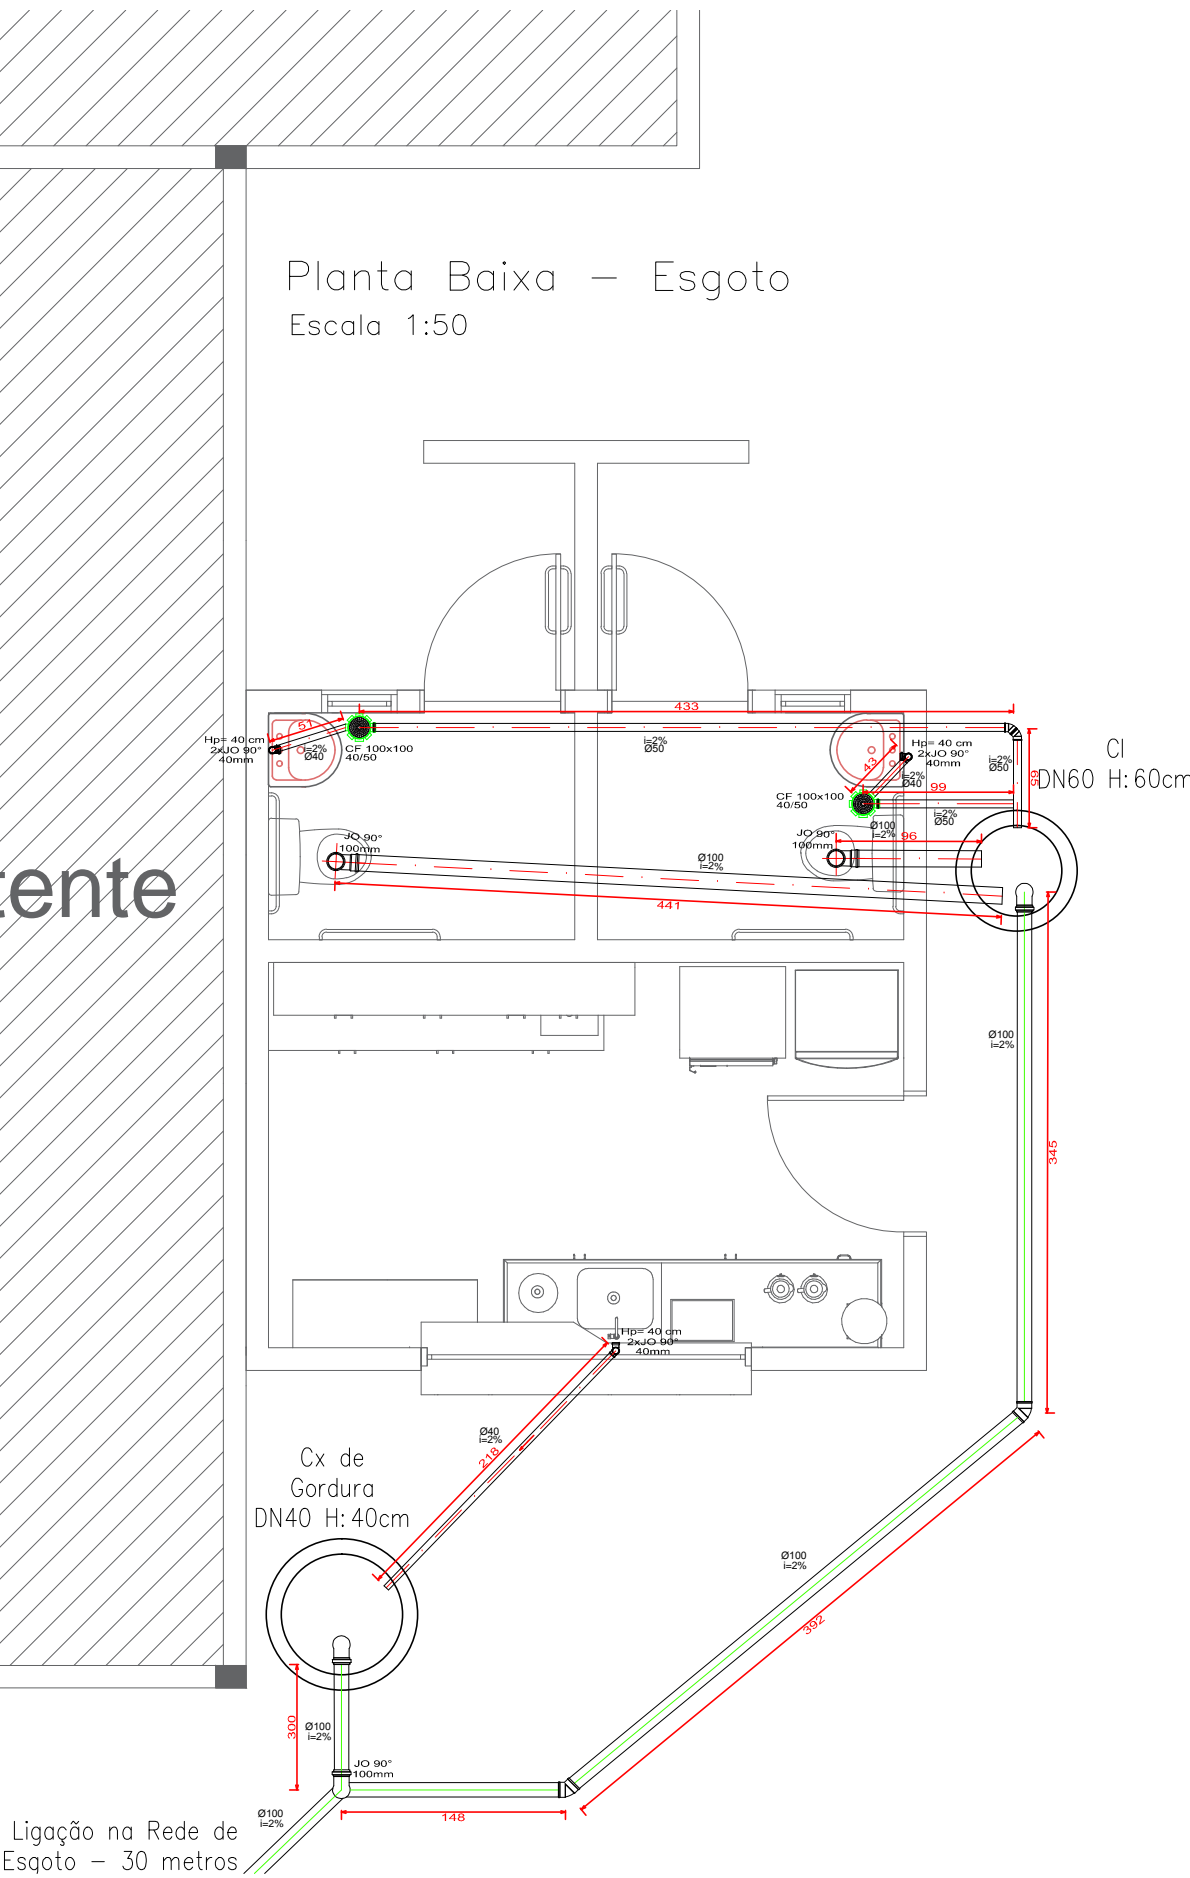 Planta Baixa – Esgoto
Escala 1:50
433
51
Hp= 40 cm
2xJO 90°
40mm
i=2%
Ø40
CF 100x100
40/50
i=2%
Ø50
Hp= 40 cm
2xJO 90°
40mm
43
i=2%
Ø40
i=2%
Ø50
65
CI
DN60 H:60cm
99
CF 100x100
40/50
i=2%
Ø50
JO 90°
100mm
JO 90°
100mm
Ø100
i=2%
96
Ø100
i=2%
441
tente
Ø100
i=2%
345
Hp= 40 cm
2xJO 90°
40mm
Ø40
i=2%
218
Cx de
Gordura
DN40 H:40cm
Ø100
i=2%
392
300
Ø100
i=2%
JO 90°
100mm
148
Ø100
i=2%
Ligação na Rede de
Esgoto – 30 metros